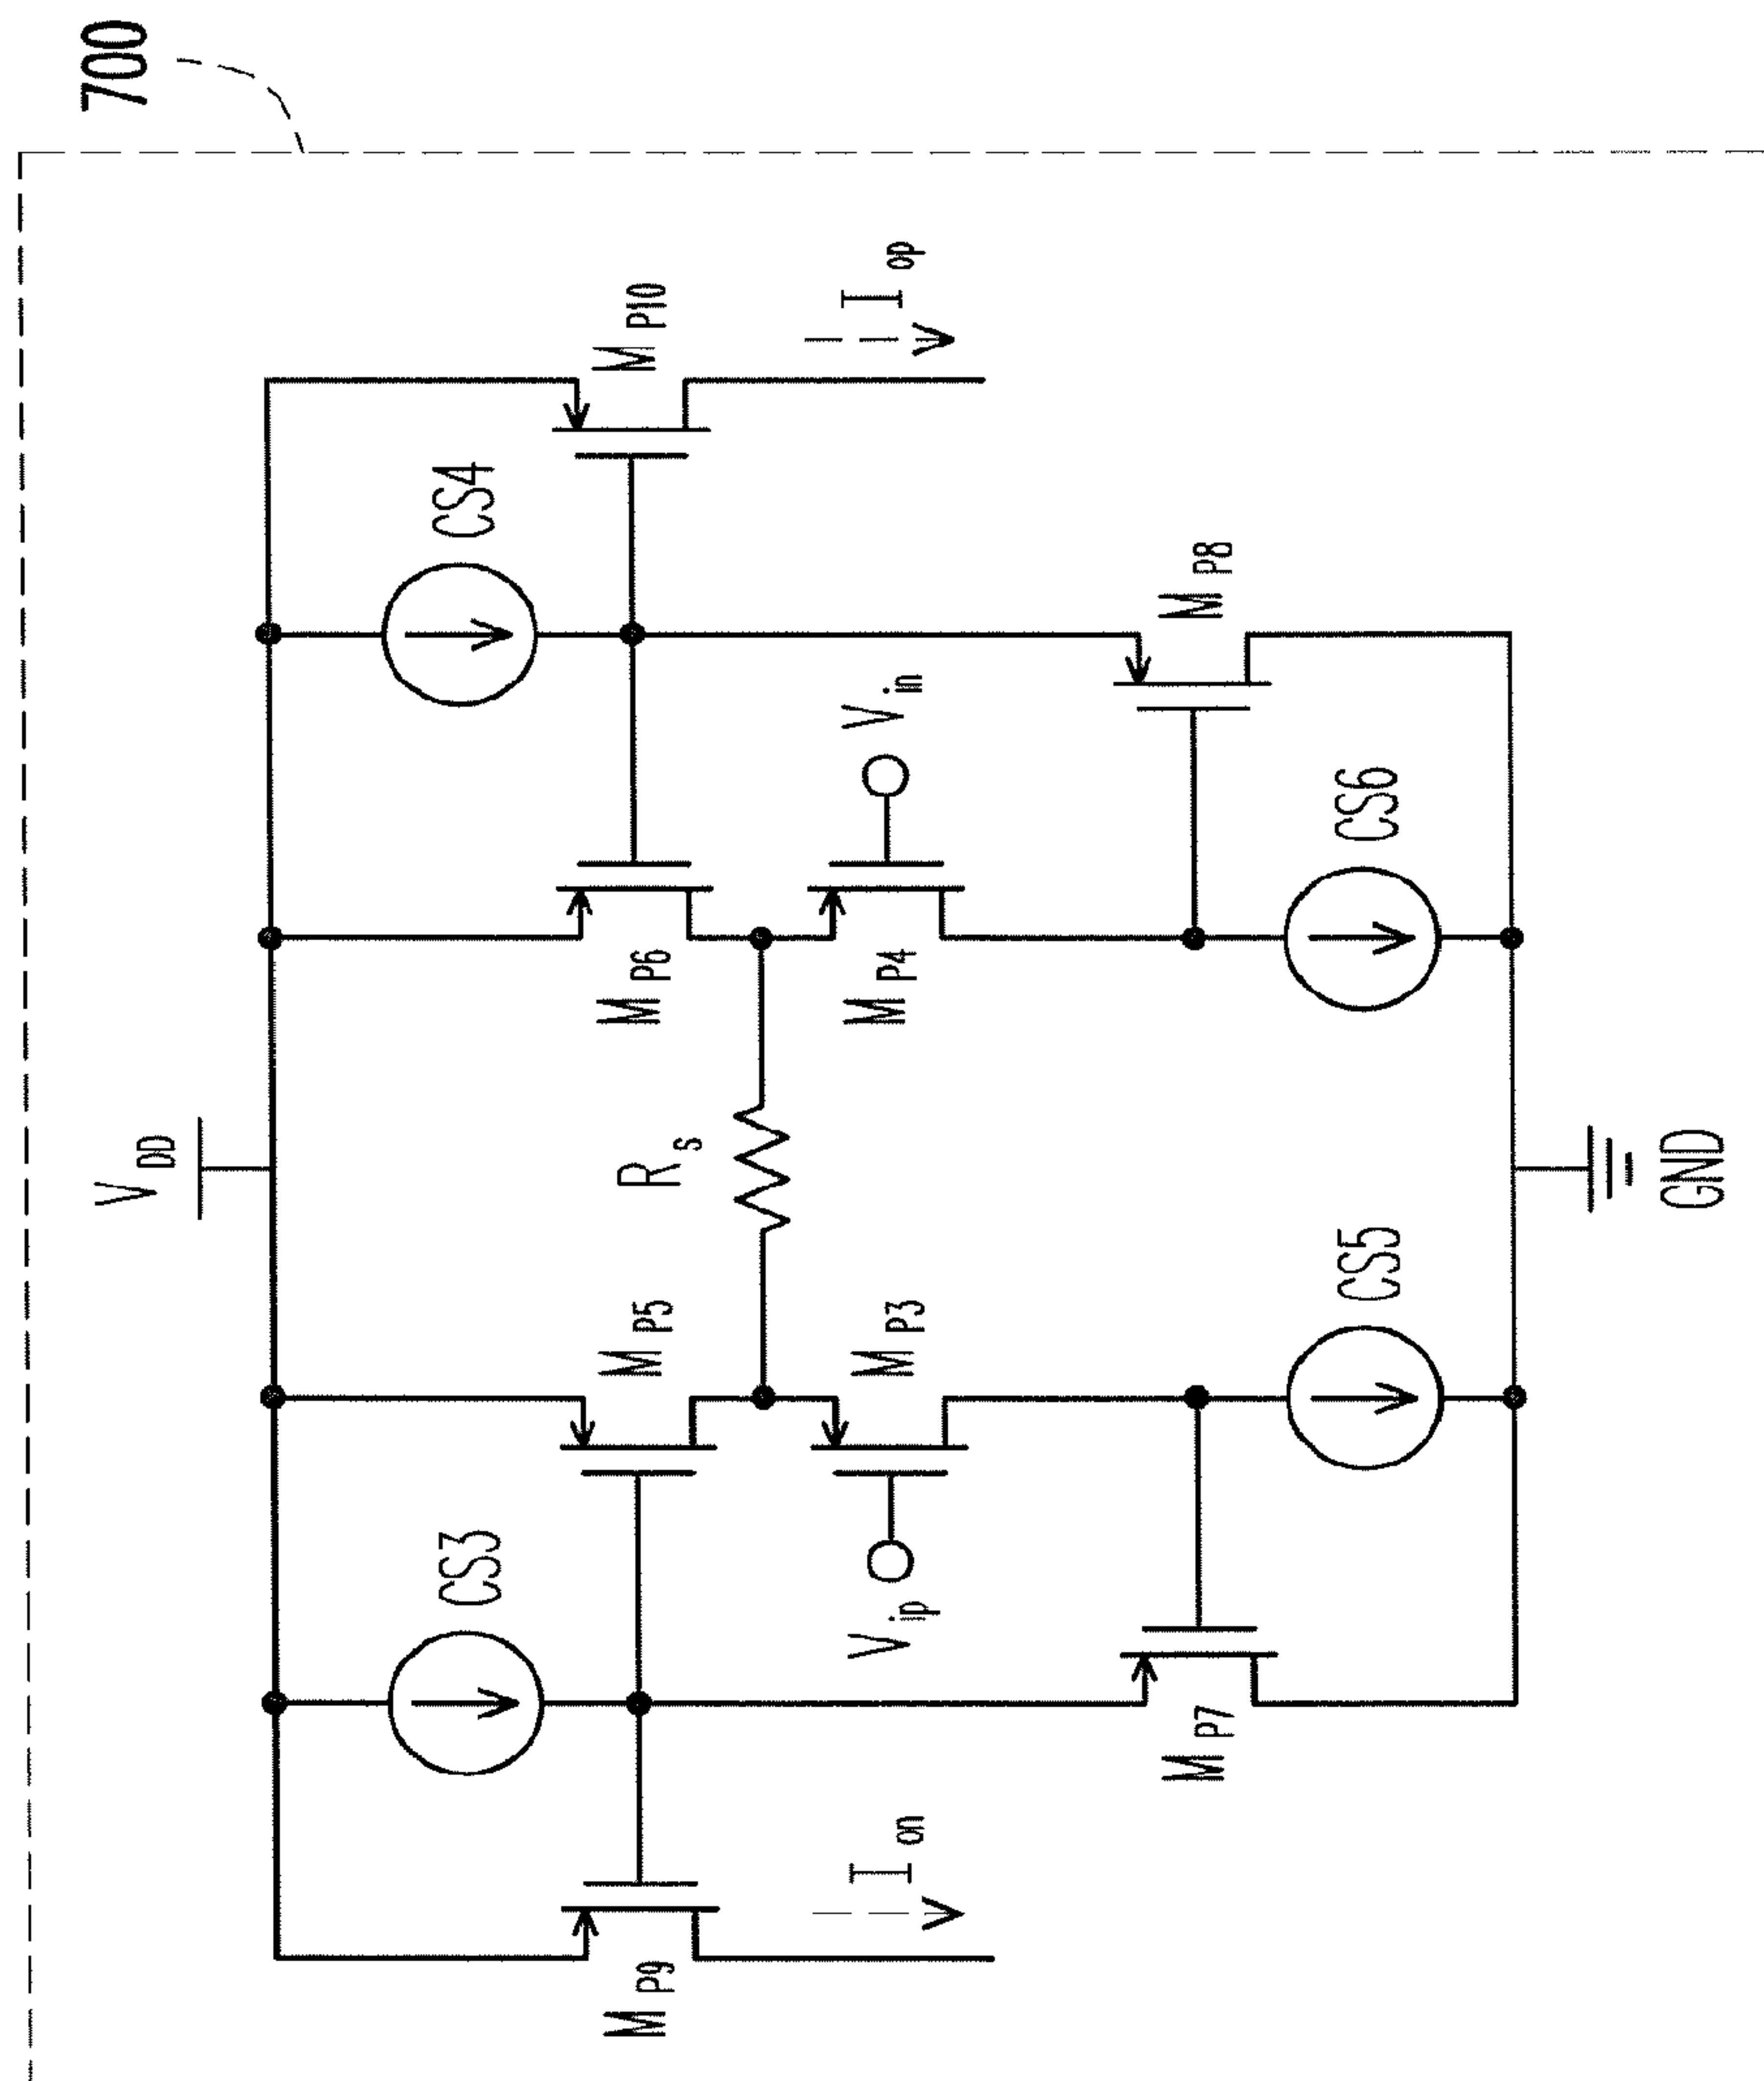 700
V_DD
CS3
CS4
M_P9
M_P5
M_P6
M_P10
R_s
I_on
V_ip
M_P3
M_P4
V_in
I_op
M_P7
M_P8
CS5
CS6
GND